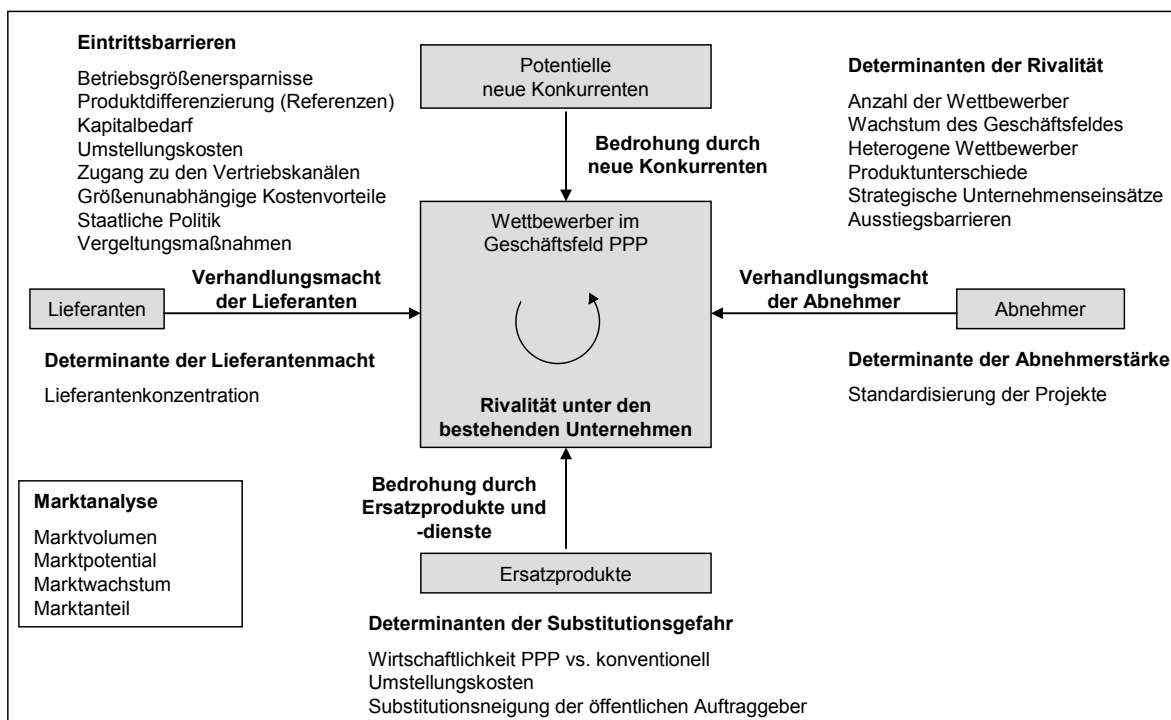 Eintrittsbarrieren
Betriebsgrößenersparnisse
Produktdifferenzierung (Referenzen)
Kapitalbedarf
Umstellungskosten
Zugang zu den Vertriebskanälen
Größenunabhängige Kostenvorteile
Staatliche Politik
Vergeltungsmaßnahmen
Potentielle
neue Konkurrenten
Bedrohung durch
neue Konkurrenten
Determinanten der Rivalität
Anzahl der Wettbewerber
Wachstum des Geschäftsfeldes
Heterogene Wettbewerber
Produktunterschiede
Strategische Unternehmenseinsätze
Ausstiegsbarrieren
Wettbewerber im
Geschäftsfeld PPP
Rivalität unter den
bestehenden Unternehmen
Verhandlungsmacht
der Lieferanten
Lieferanten
Determinante der Lieferantenmacht
Lieferantenkonzentration
Verhandlungsmacht
der Abnehmer
Abnehmer
Determinante der Abnehmerstärke
Standardisierung der Projekte
Marktanalyse
Marktvolumen
Marktpotential
Marktwachstum
Marktanteil
Bedrohung durch
Ersatzprodukte und
-dienste
Ersatzprodukte
Determinanten der Substitutionsgefahr
Wirtschaftlichkeit PPP vs. konventionell
Umstellungskosten
Substitutionsneigung der öffentlichen Auftraggeber